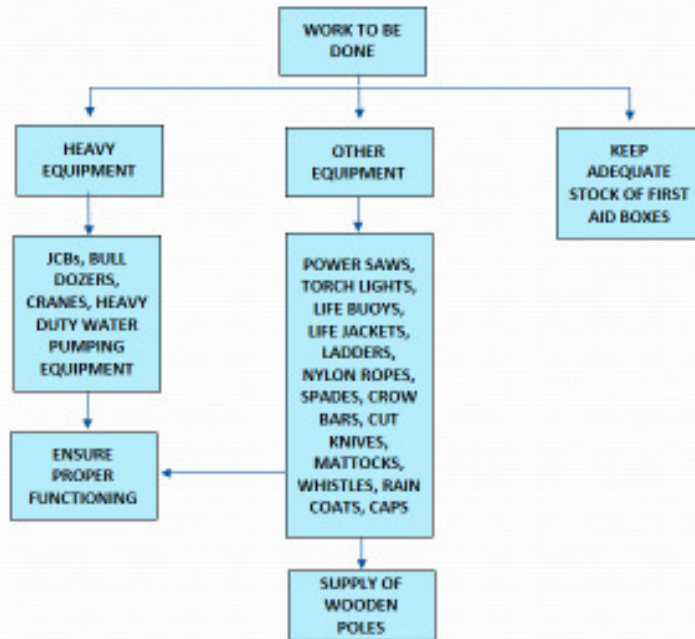 WORK TO BE
DONE
HEAVY
EQUIPMENT
OTHER
EQUIPMENT
KEEP
ADEQUATE
STOCK OF FIRST
AID BOXES
JCBs, BULL
DOZERS,
CRANES, HEAVY
DUTY WATER
PUMPING
EQUIPMENT
POWER SAWS,
TORCH LIGHTS,
LIFE BUOYS,
LIFE JACKETS,
LADDERS,
NYLON ROPES,
SPADES, CROW
BARS, CUT
KNIVES,
MATTOCKS,
WHISTLES, RAIN
COATS, CAPS
ENSURE
PROPER
FUNCTIONING
SUPPLY OF
WOODEN
POLES